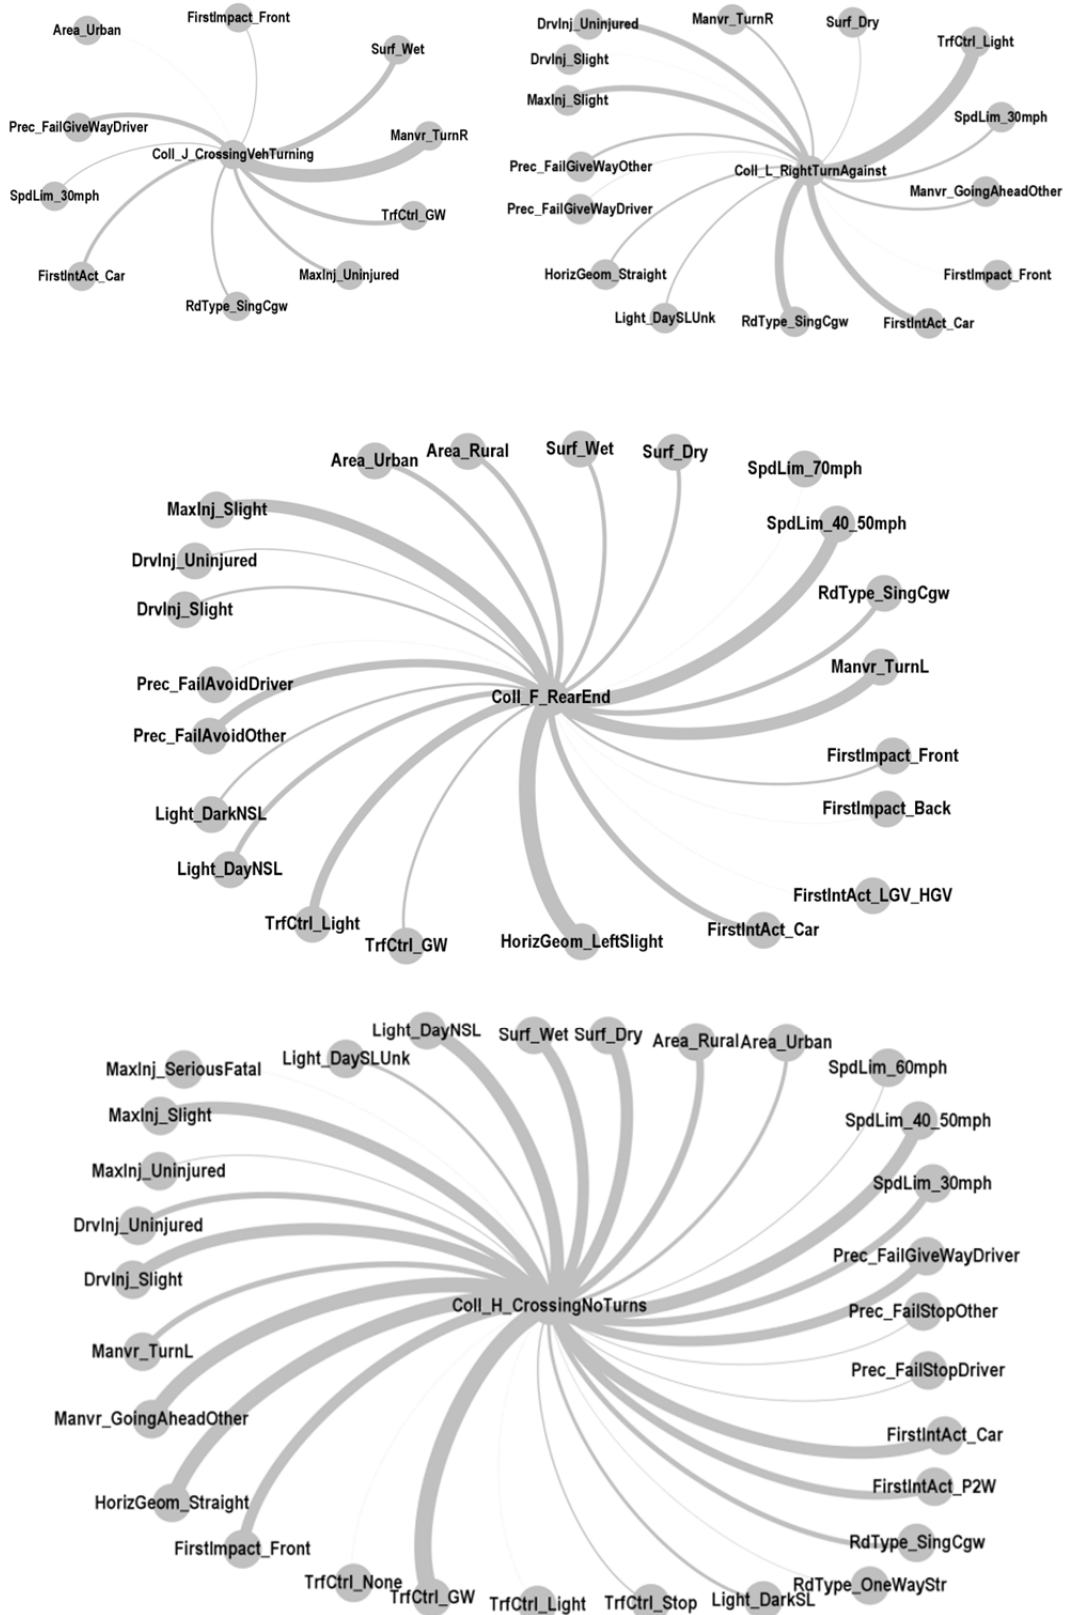 FirstImpact_Front
Area_Urban
Surf_Wet
Prec_FailGiveWayDriver
Manvr_TurnR
Coll_J_CrossingVehTurning
SpdLim_30mph
TrfCtrl_GW
FirstIntAct_Car
MaxInj_Uninjured
RdType_SingCgw
DrvInj_Uninjured
Manvr_TurnR
Surf_Dry
TrfCtrl_Light
DrvInj_Slight
MaxInj_Slight
SpdLim_30mph
Prec_FailGiveWayOther
Coll_L_RightTurnAgainst
Manvr_GoingAheadOther
Prec_FailGiveWayDriver
HorizGeom_Straight
FirstImpact_Front
Light_DaySLUnk
RdType_SingCgw
FirstIntAct_Car
Area_Urban
Area_Rural
Surf_Wet
Surf_Dry
SpdLim_70mph
MaxInj_Slight
SpdLim_40_50mph
DrvInj_Uninjured
RdType_SingCgw
DrvInj_Slight
Manvr_TurnL
Prec_FailAvoidDriver
Coll_F_RearEnd
Prec_FailAvoidOther
FirstImpact_Front
Light_DarkNSL
FirstImpact_Back
Light_DayNSL
FirstIntAct_LGV_HGV
TrfCtrl_Light
TrfCtrl_GW
HorizGeom_LeftSlight
FirstIntAct_Car
Light_DayNSL
Surf_Wet
Surf_Dry
Area_Rural
Area_Urban
Light_DaySLUnk
MaxInj_SeriousFatal
SpdLim_60mph
MaxInj_Slight
SpdLim_40_50mph
MaxInj_Uninjured
SpdLim_30mph
DrvInj_Uninjured
Prec_FailGiveWayDriver
DrvInj_Slight
Coll_H_CrossingNoTurns
Prec_FailStopOther
Manvr_TurnL
Prec_FailStopDriver
Manvr_GoingAheadOther
FirstIntAct_Car
FirstIntAct_P2W
HorizGeom_Straight
RdType_SingCgw
FirstImpact_Front
TrfCtrl_None
RdType_OneWayStr
TrfCtrl_GW
TrfCtrl_Light
TrfCtrl_Stop
Light_DarkSL